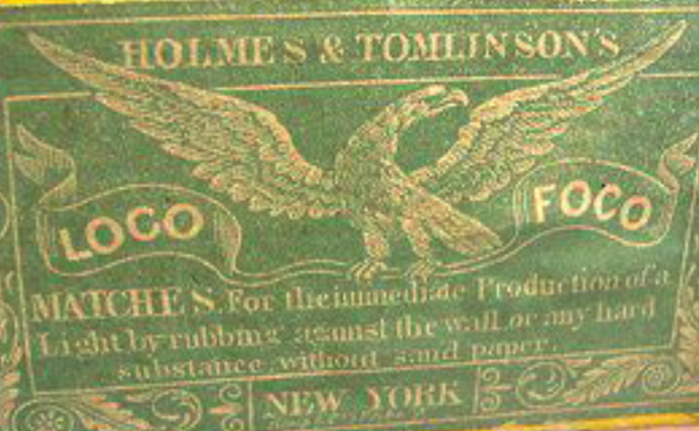 HOLMES & TOMLINSON'S
LOCO FOCO
MATCHES. For the immediate Production of a
Light by rubbing against the wall or any hard
substance without sand paper.
NEW YORK